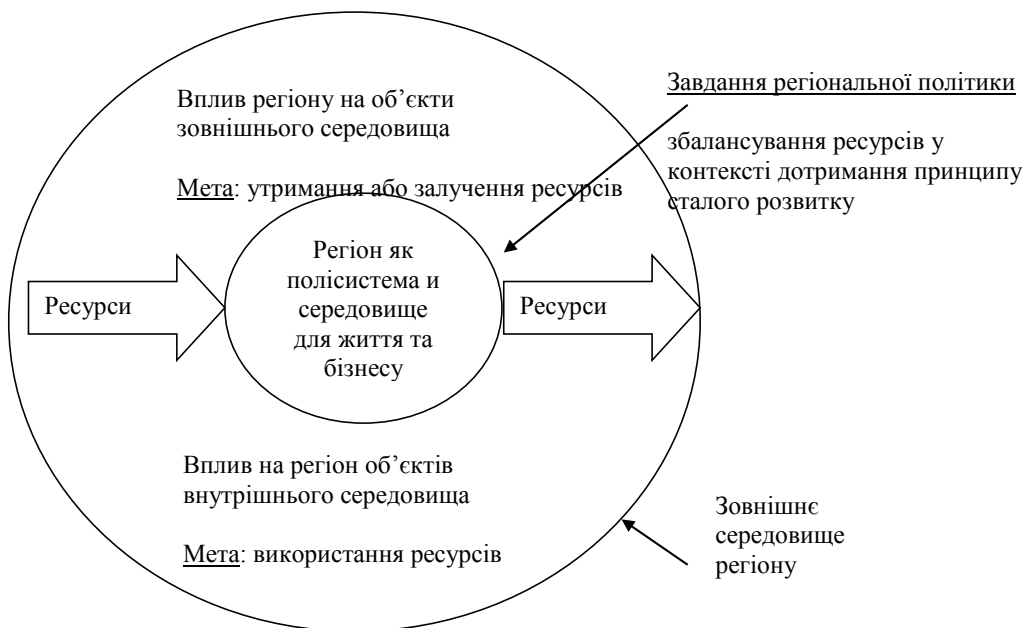 Вплив регіону на об’єкти
зовнішнього середовища
Мета: утримання або залучення ресурсів
Завдання регіональної політики
збалансування ресурсів у
контексті дотримання принципу
сталого розвитку
Ресурси
Регіон як
полісистема и
середовище
для життя та
бізнесу
Ресурси
Вплив на регіон об’єктів
внутрішнього середовища
Мета: використання ресурсів
Зовнішнє
середовище
регіону